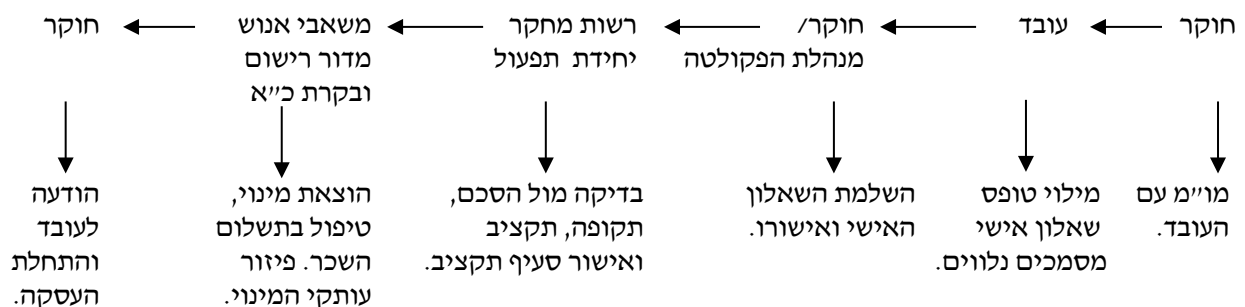 חוקר
עובד
חוקר/
מנהלת הפקולטה
רשות מחקר
יחידת תפעול
משאבי אנוש
מדור רישום
ובקרת כ״א
חוקר
מו״מ עם
העובד.
מילוי טופס
שאלון אישי
מסמכים נלווים.
השלמת השאלון
האישי ואישורו.
בדיקה מול הסכם,
תקופה, תקציב
ואישור סעיף תקציב.
הוצאת מינוי,
טיפול בתשלום
השכר. פיזור
עותקי המינוי.
הודעה
לעובד
והתחלת
העסקה.